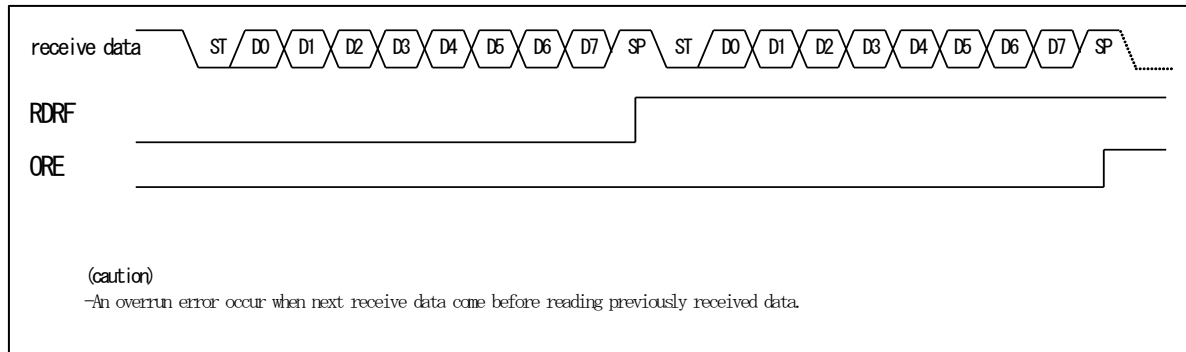 receive data ST D0 D1 D2 D3 D4 D5 D6 D7 SP ST D0 D1 D2 D3 D4 D5 D6 D7 SP
RDRF
ORE
(caution)
-An overrun error occur when next receive data come before reading previously received data.